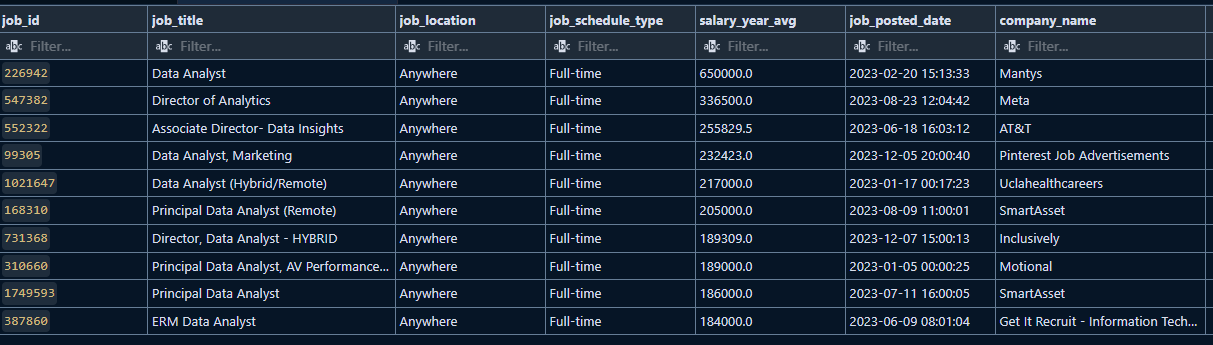 job_id job_title job_location job_schedule_type salary_year_avg job_posted_date company_name
abc Filter... abc Filter... abc Filter... abc Filter... abc Filter... abc Filter... abc Filter...
226942 Data Analyst Anywhere Full-time 650000.0 2023-02-20 15:13:33 Mantys
547382 Director of Analytics Anywhere Full-time 336500.0 2023-08-23 12:04:42 Meta
552322 Associate Director- Data Insights Anywhere Full-time 255829.5 2023-06-18 16:03:12 AT&T
99305 Data Analyst, Marketing Anywhere Full-time 232423.0 2023-12-05 20:00:40 Pinterest Job Advertisements
1021647 Data Analyst (Hybrid/Remote) Anywhere Full-time 217000.0 2023-01-17 00:17:23 Uclahealthcareers
168310 Principal Data Analyst (Remote) Anywhere Full-time 205000.0 2023-08-09 11:00:01 SmartAsset
731368 Director, Data Analyst - HYBRID Anywhere Full-time 189309.0 2023-12-07 15:00:13 Inclusively
310660 Principal Data Analyst, AV Performance... Anywhere Full-time 189000.0 2023-01-05 00:00:25 Motional
1749593 Principal Data Analyst Anywhere Full-time 186000.0 2023-07-11 16:00:05 SmartAsset
387860 ERM Data Analyst Anywhere Full-time 184000.0 2023-06-09 08:01:04 Get It Recruit - Information Tech...